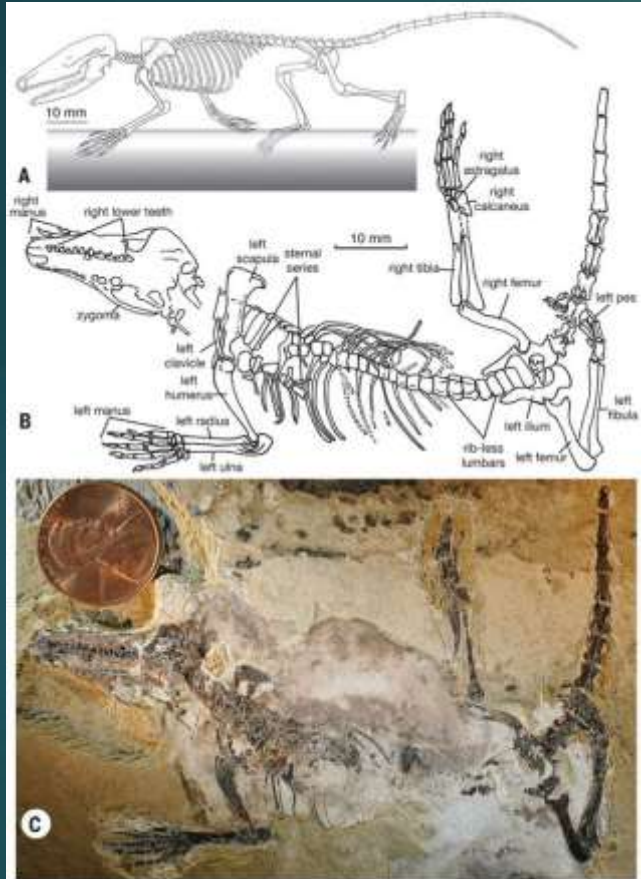 10 mm
A
right
manus
right lower teeth
zygoma
left
scapula
sternal
series
10 mm
right
astragalus
right
calcaneus
right tibia
right femur
left pes
left
clavicle
left
humerus
left manus
left radius
left ulna
B
rib-less
lumbars
left ilium
left femur
left
fibula
C